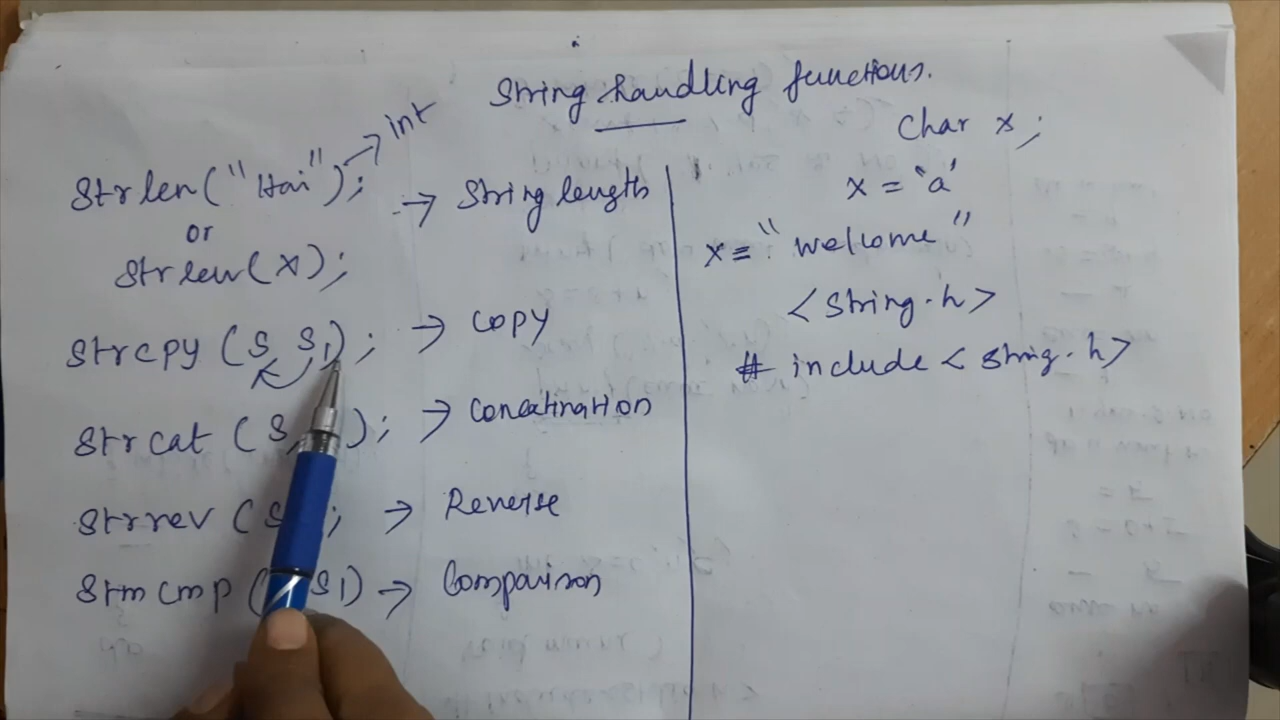 String handling functions.
int
Strlen("Hai"); → String length
or
Strlen(x);
Strcpy (S, S1); → copy
Strcat (S, ); → Concatination
Strrev (S ; → Reverse
Strncmp ( S1) → Comparison
Char x;
x = 'a'
x = "welcome"
<String.h>
# include < string.h>